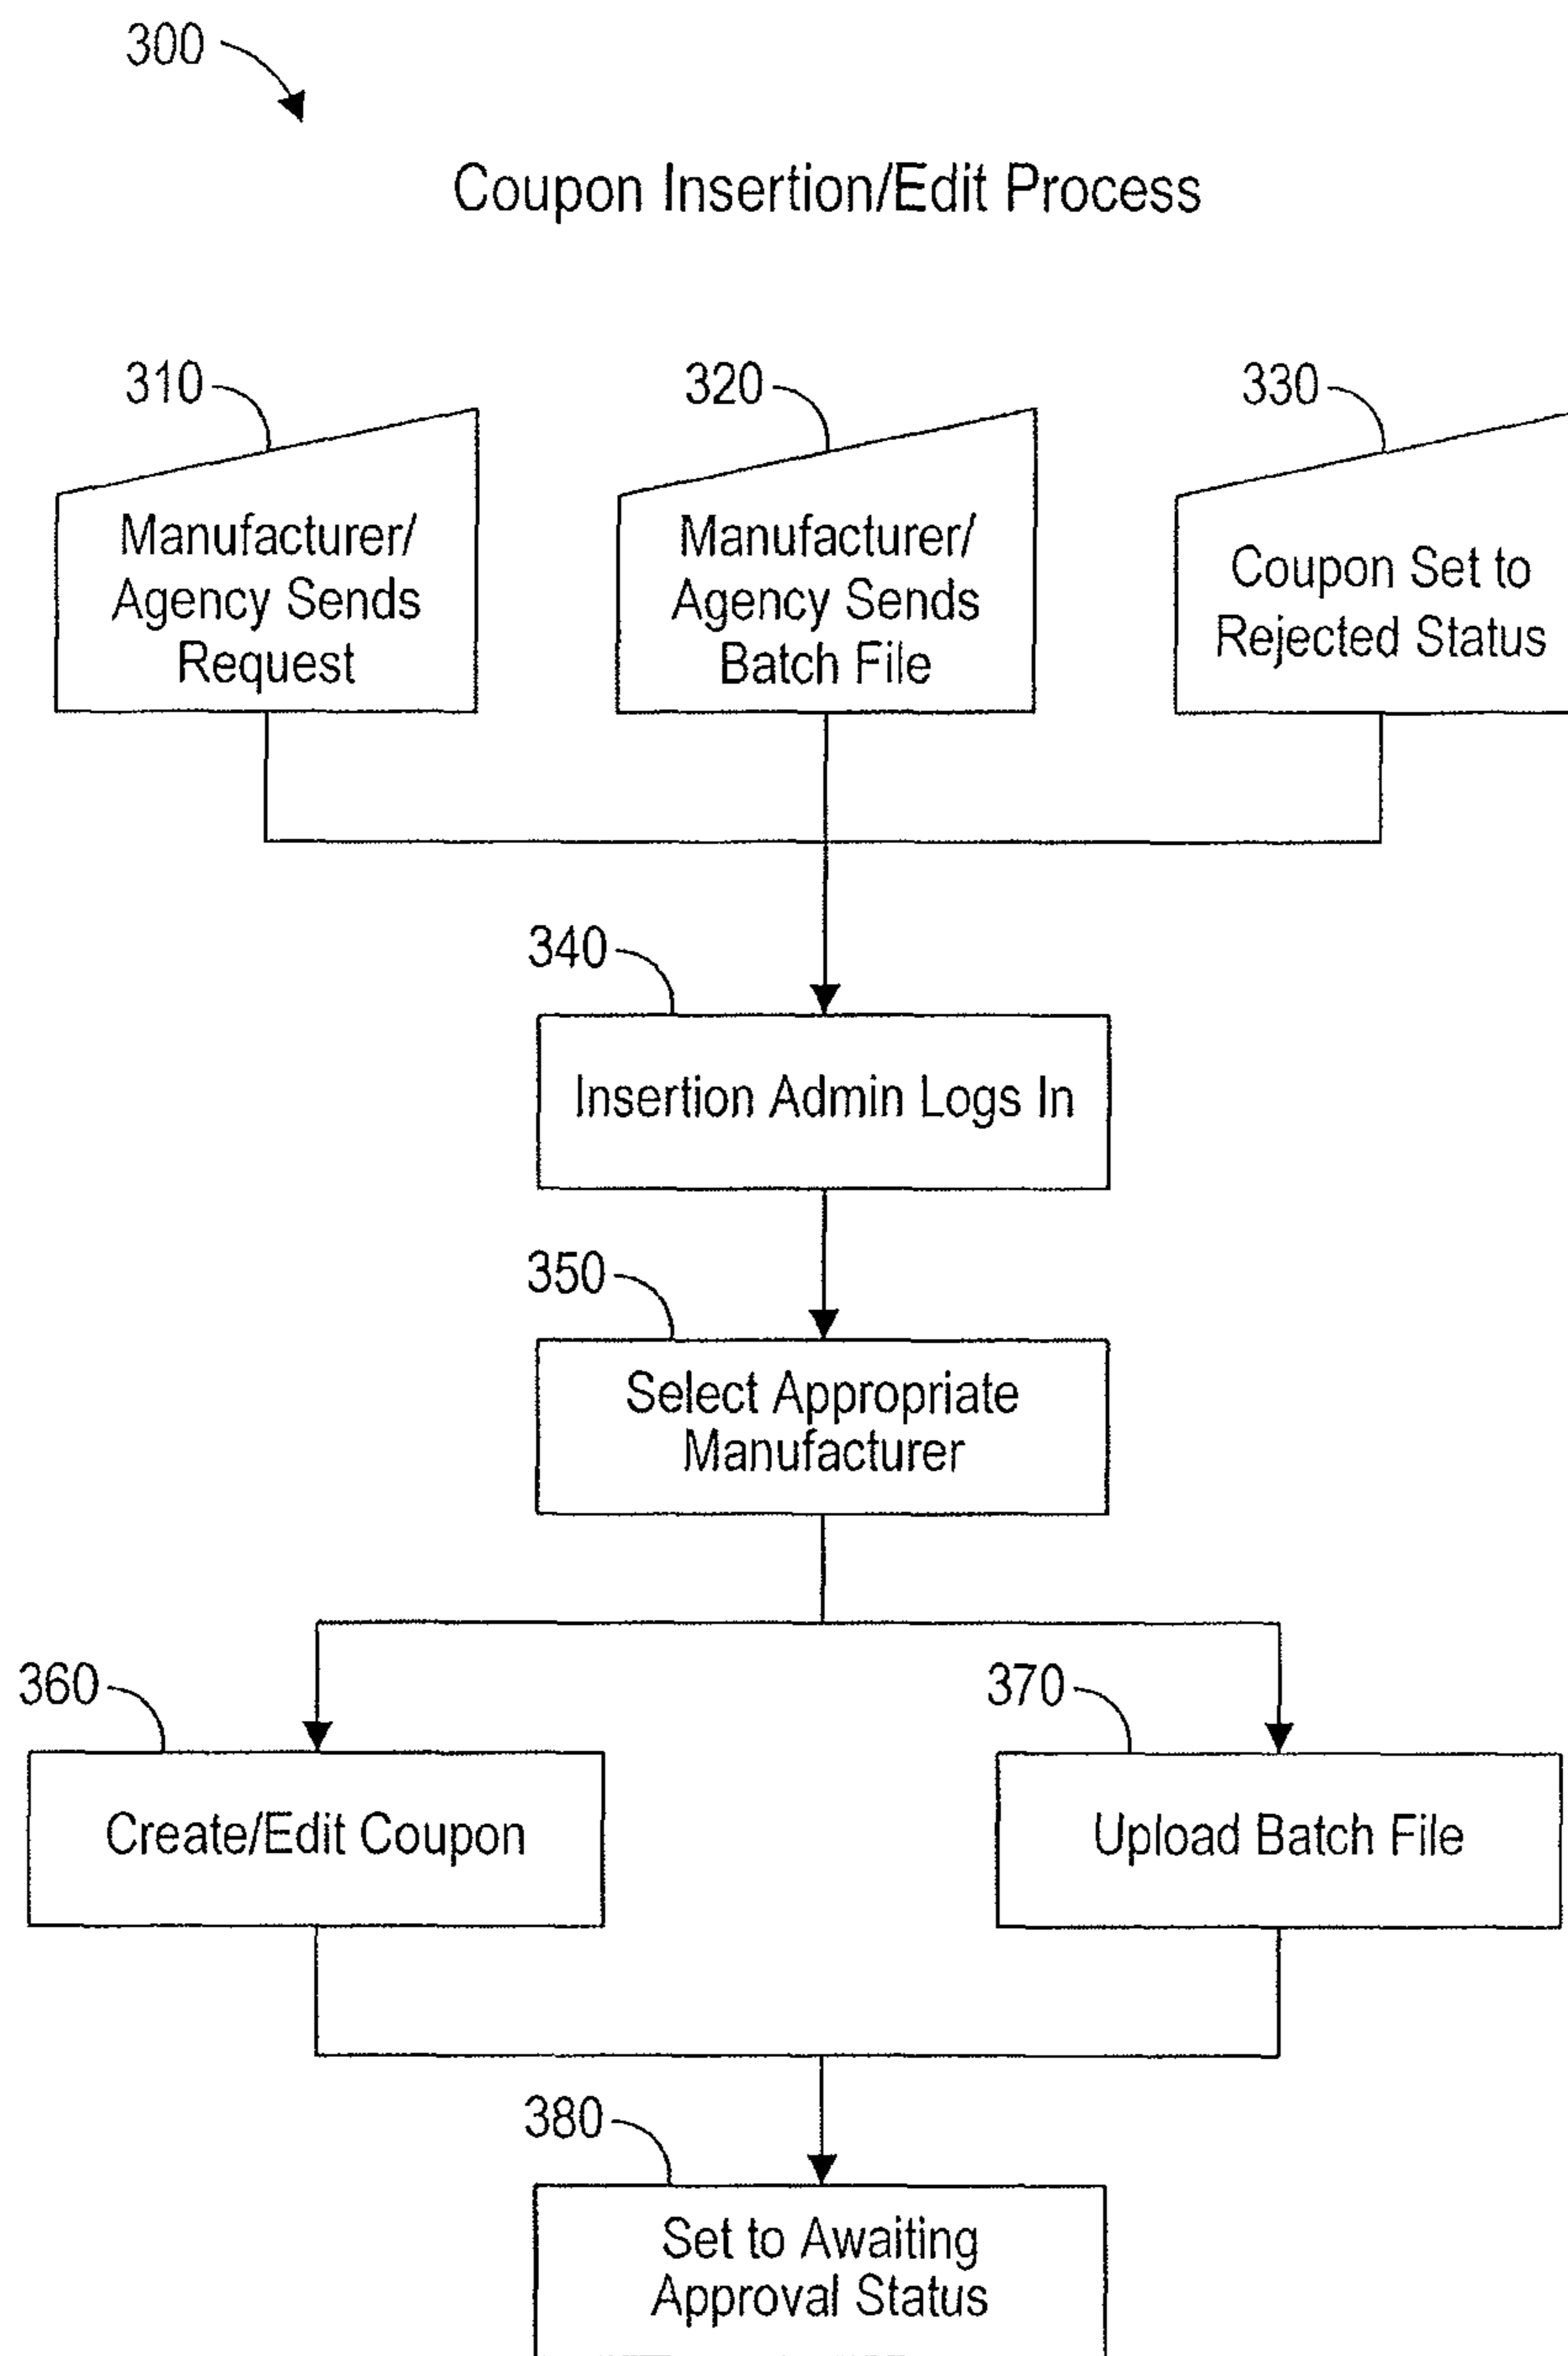 300
Coupon Insertion/Edit Process
310
320
330
Manufacturer/
Agency Sends
Request
Manufacturer/
Agency Sends
Batch File
Coupon Set to
Rejected Status
340
Insertion Admin Logs In
350
Select Appropriate
Manufacturer
360
370
Create/Edit Coupon
Upload Batch File
380
Set to Awaiting
Approval Status